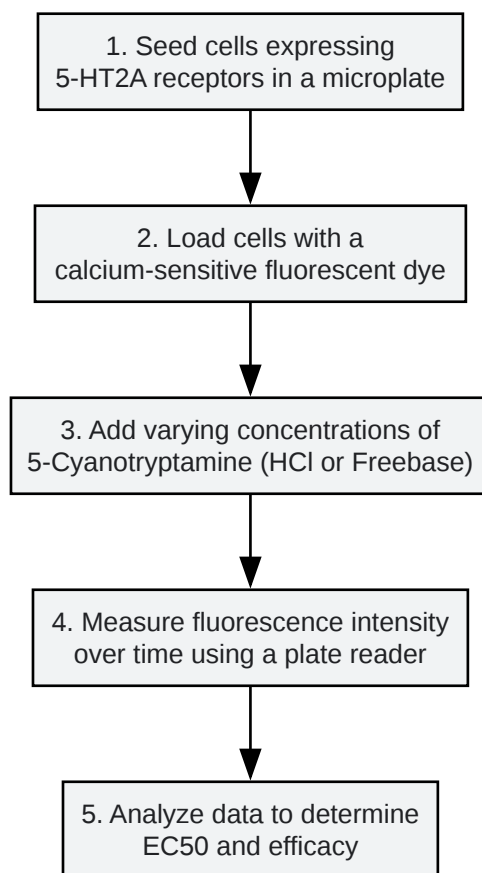 1. Seed cells expressing
5-HT2A receptors in a microplate
2. Load cells with a
calcium-sensitive fluorescent dye
3. Add varying concentrations of
5-Cyanotryptamine (HCl or Freebase)
4. Measure fluorescence intensity
over time using a plate reader
5. Analyze data to determine
EC50 and efficacy